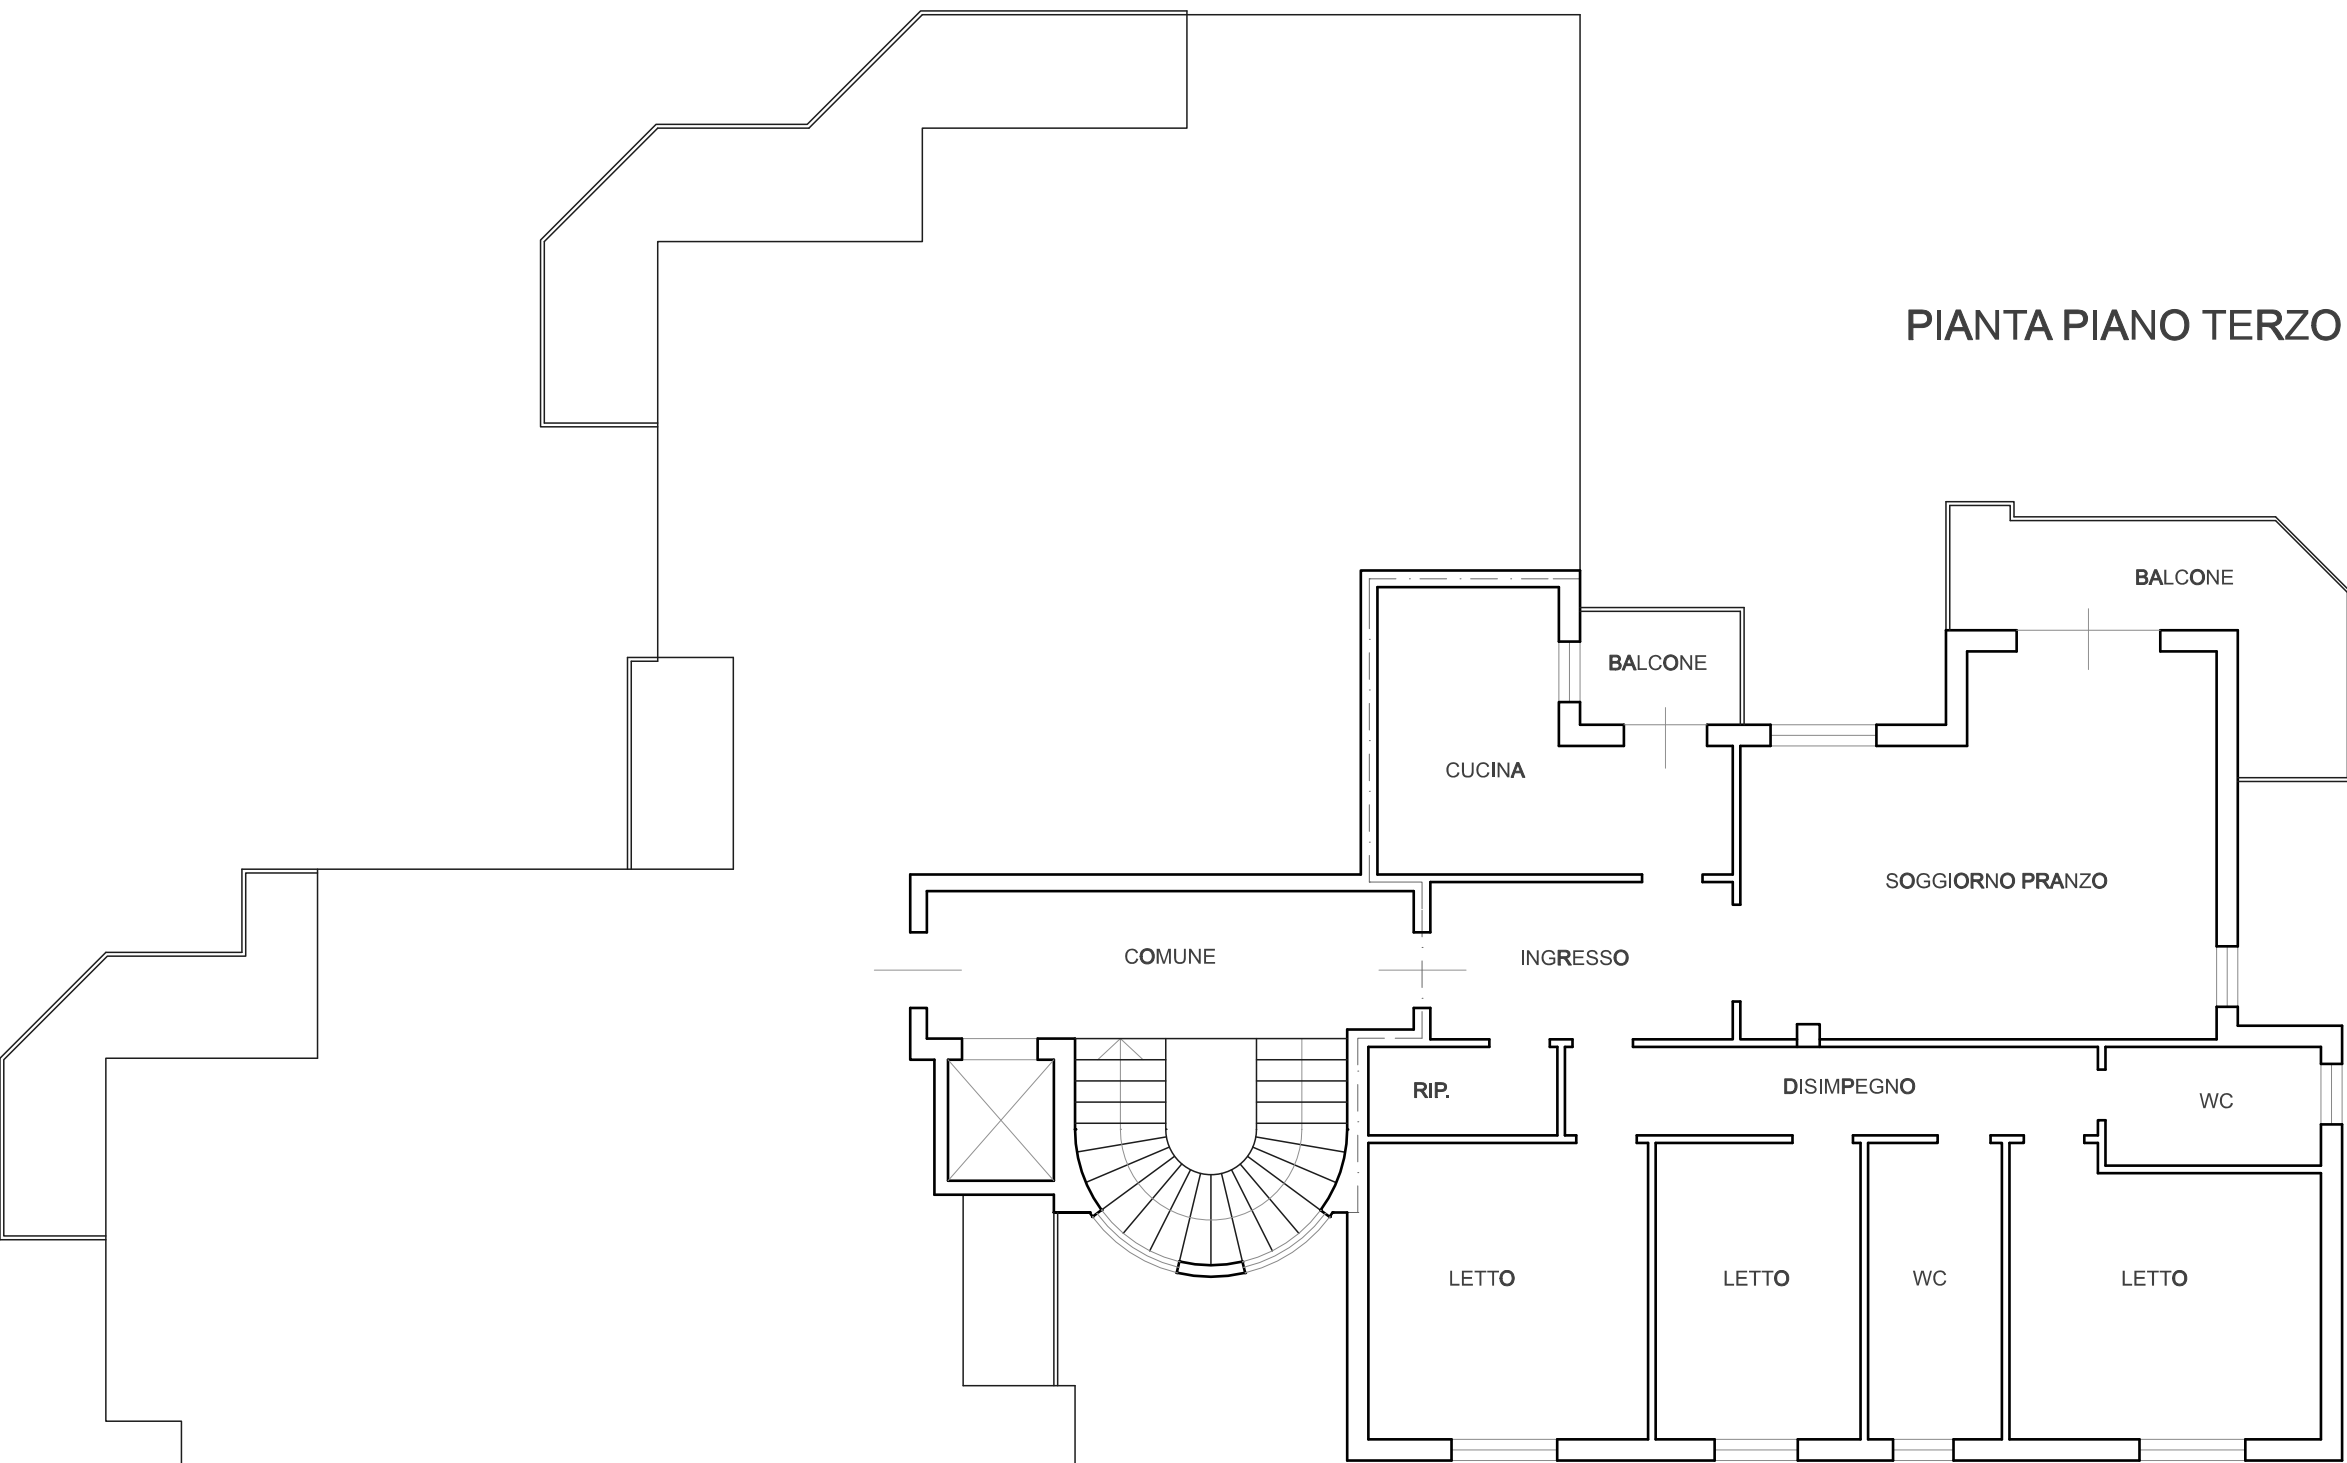 PIANTA PIANO TERZO
BALCONE
BALCONE
CUCINA
SOGGIORNO PRANZO
COMUNE
INGRESSO
RIP.
DISIMPEGNO
WC
LETTO
LETTO
WC
LETTO